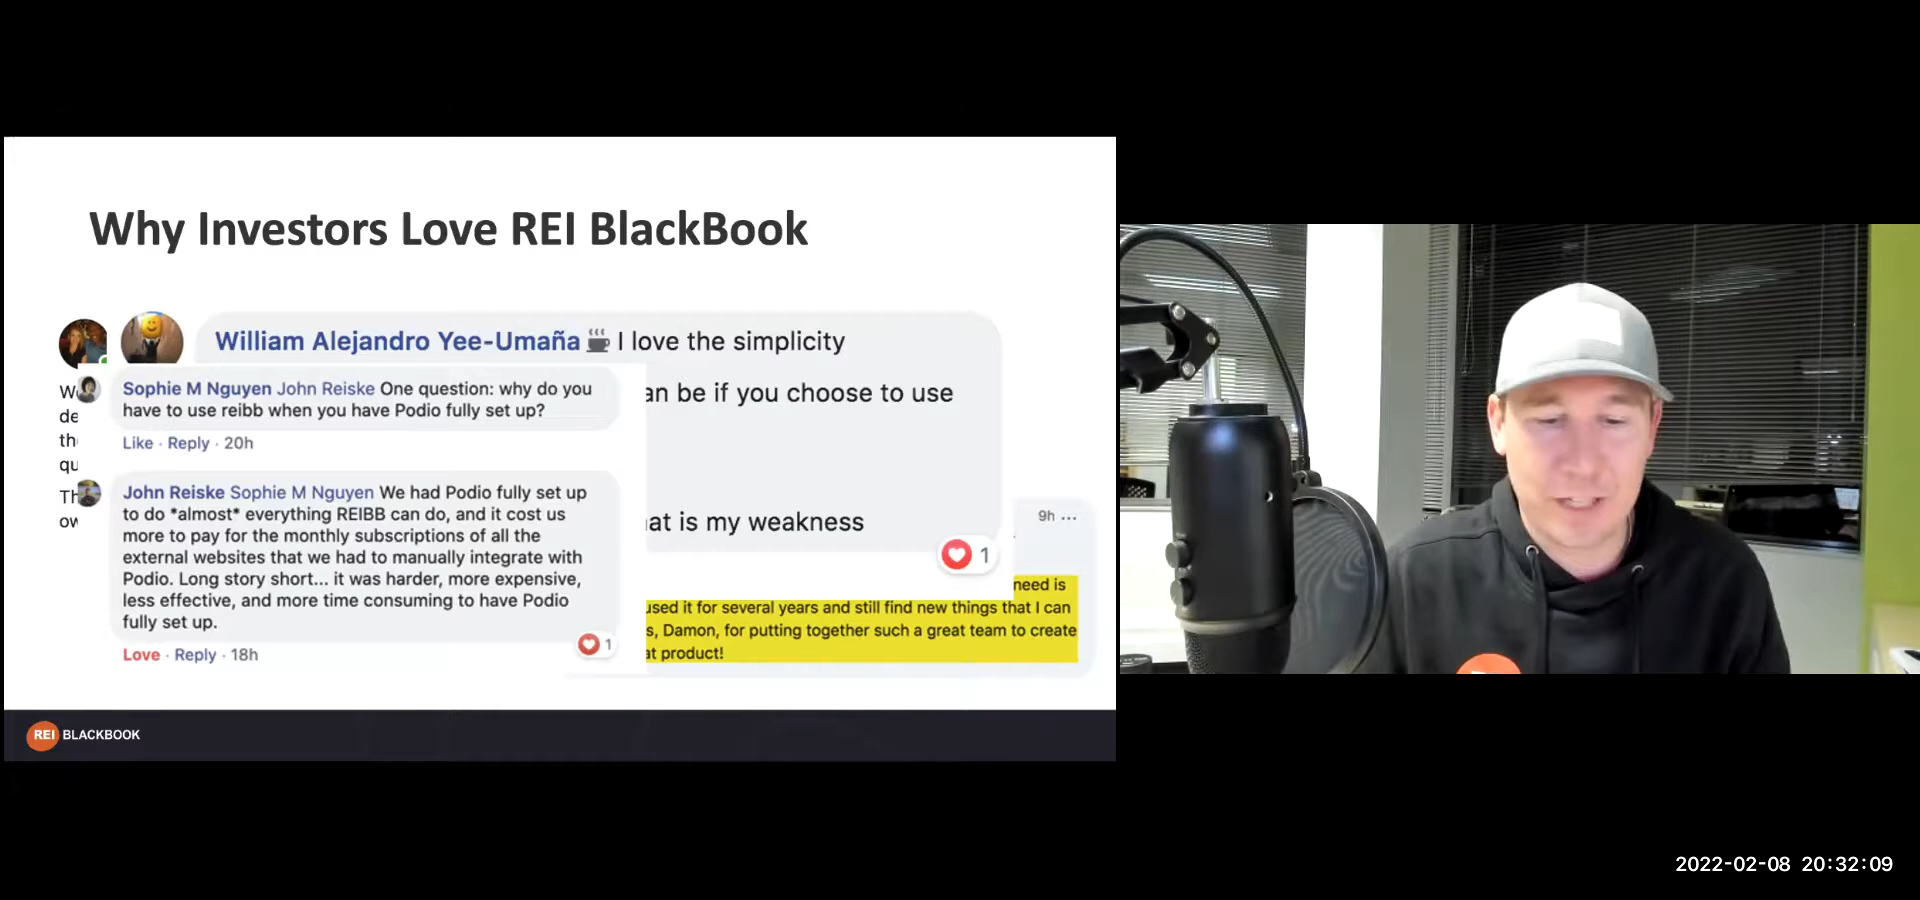 Why Investors Love REI BlackBook
William Alejandro Yee-Umaña I love the simplicity
an be if you choose to use
at is my weakness
1
Sophie M Nguyen John Reiske One question: why do you
have to use reibb when you have Podio fully set up?
Like · Reply · 20h
John Reiske Sophie M Nguyen We had Podio fully set up
to do *almost* everything REIBB can do, and it cost us
more to pay for the monthly subscriptions of all the
external websites that we had to manually integrate with
Podio. Long story short... it was harder, more expensive,
less effective, and more time consuming to have Podio
fully set up.
1
Love · Reply · 18h
de
th
qu
Th
ow
9h ...
need is
used it for several years and still find new things that I can
s, Damon, for putting together such a great team to create
at product!
REI BLACKBOOK
2022-02-08 20:32:09